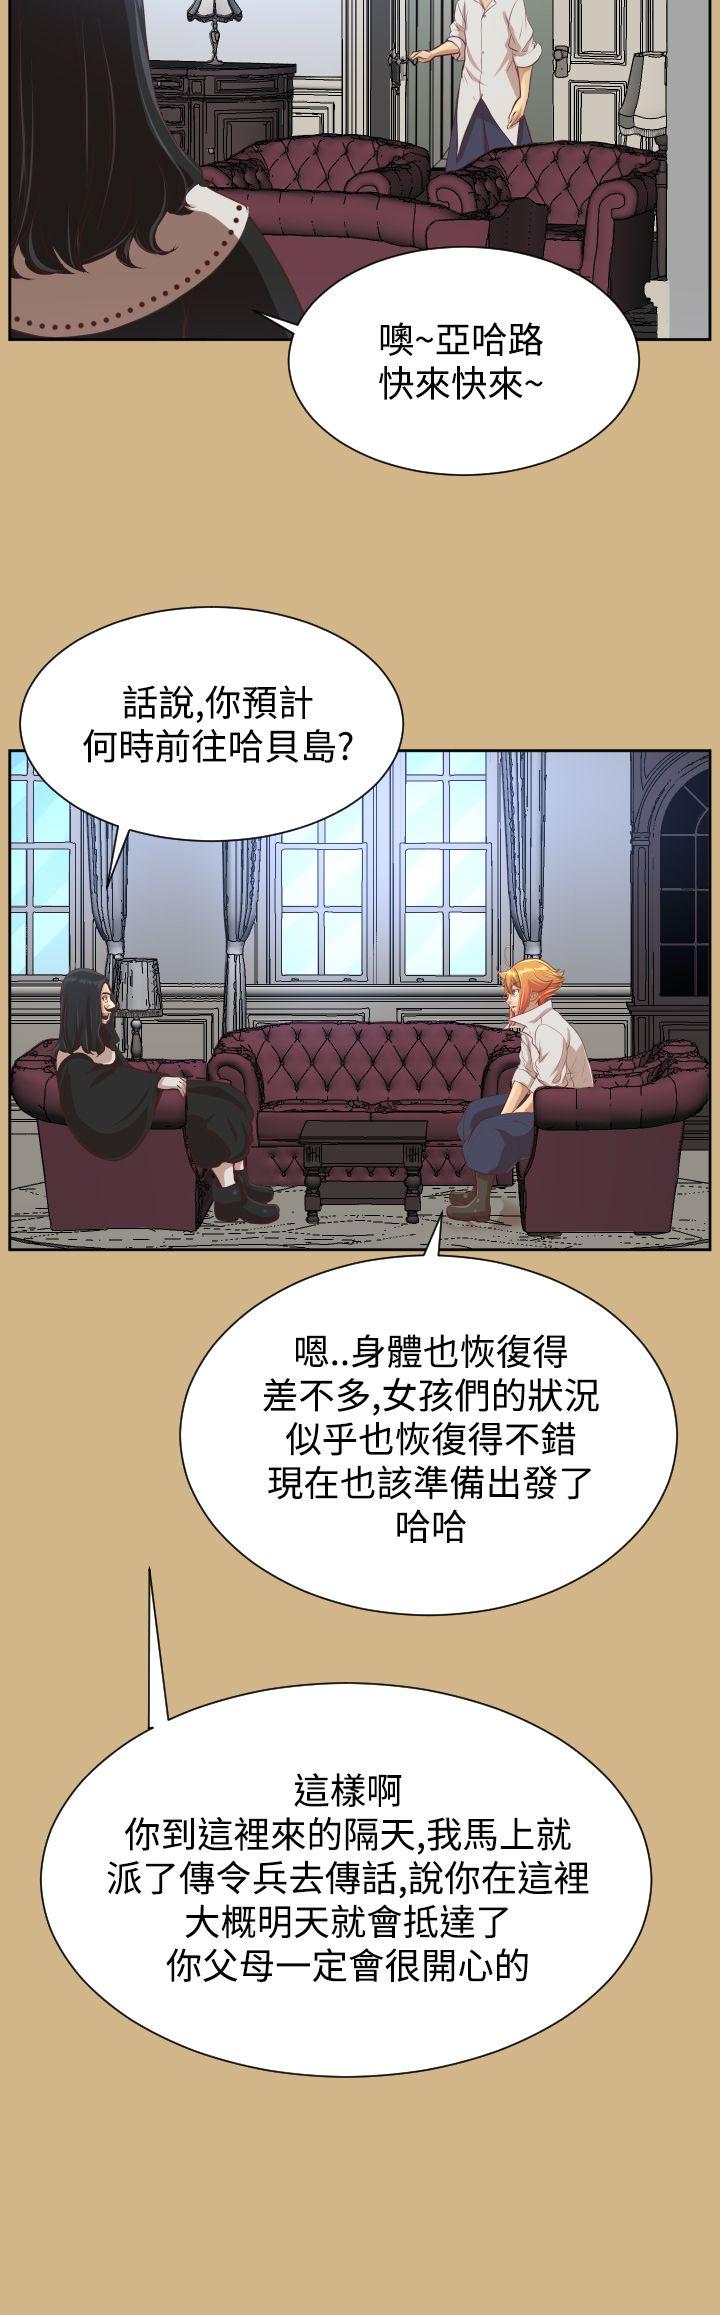 噢~亞哈路
快來快來~
話說,你預計
何時前往哈貝島?
嗯..身體也恢復得
差不多,女孩們的狀況
似乎也恢復得不錯
現在也該準備出發了
哈哈
這樣啊
你到這裡來的隔天,我馬上就
派了傳令兵去傳話,說你在這裡
大概明天就會抵達了
你父母一定會很開心的